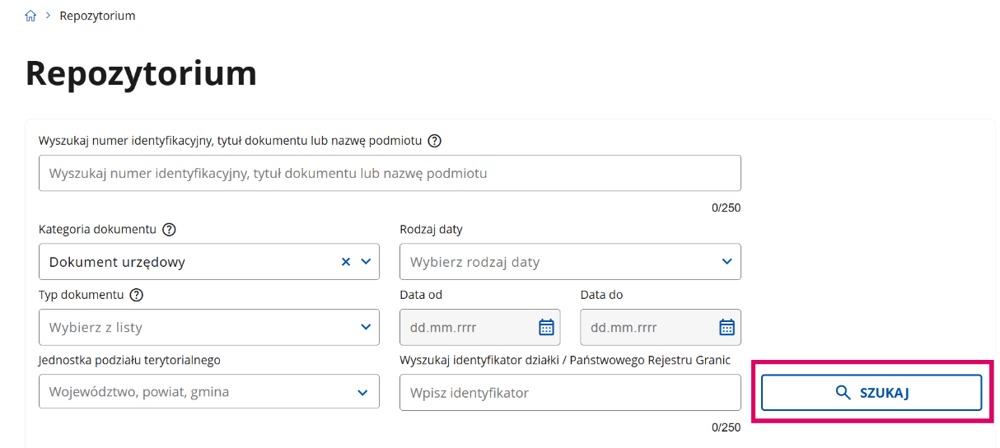 Repozytorium
Repozytorium
Wyszukaj numer identyfikacyjny, tytuł dokumentu lub nazwę podmiotu
Wyszukaj numer identyfikacyjny, tytuł dokumentu lub nazwę podmiotu
0/250
Kategoria dokumentu
Rodzaj daty
Dokument urzędowy
Wybierz rodzaj daty
Typ dokumentu
Data od
Data do
Wybierz z listy
dd.mm.rrrr
dd.mm.rrrr
Jednostka podziału terytorialnego
Wyszukaj identyfikator działki / Państwowego Rejestru Granic
Województwo, powiat, gmina
Wpisz identyfikator
SZUKAJ
0/250